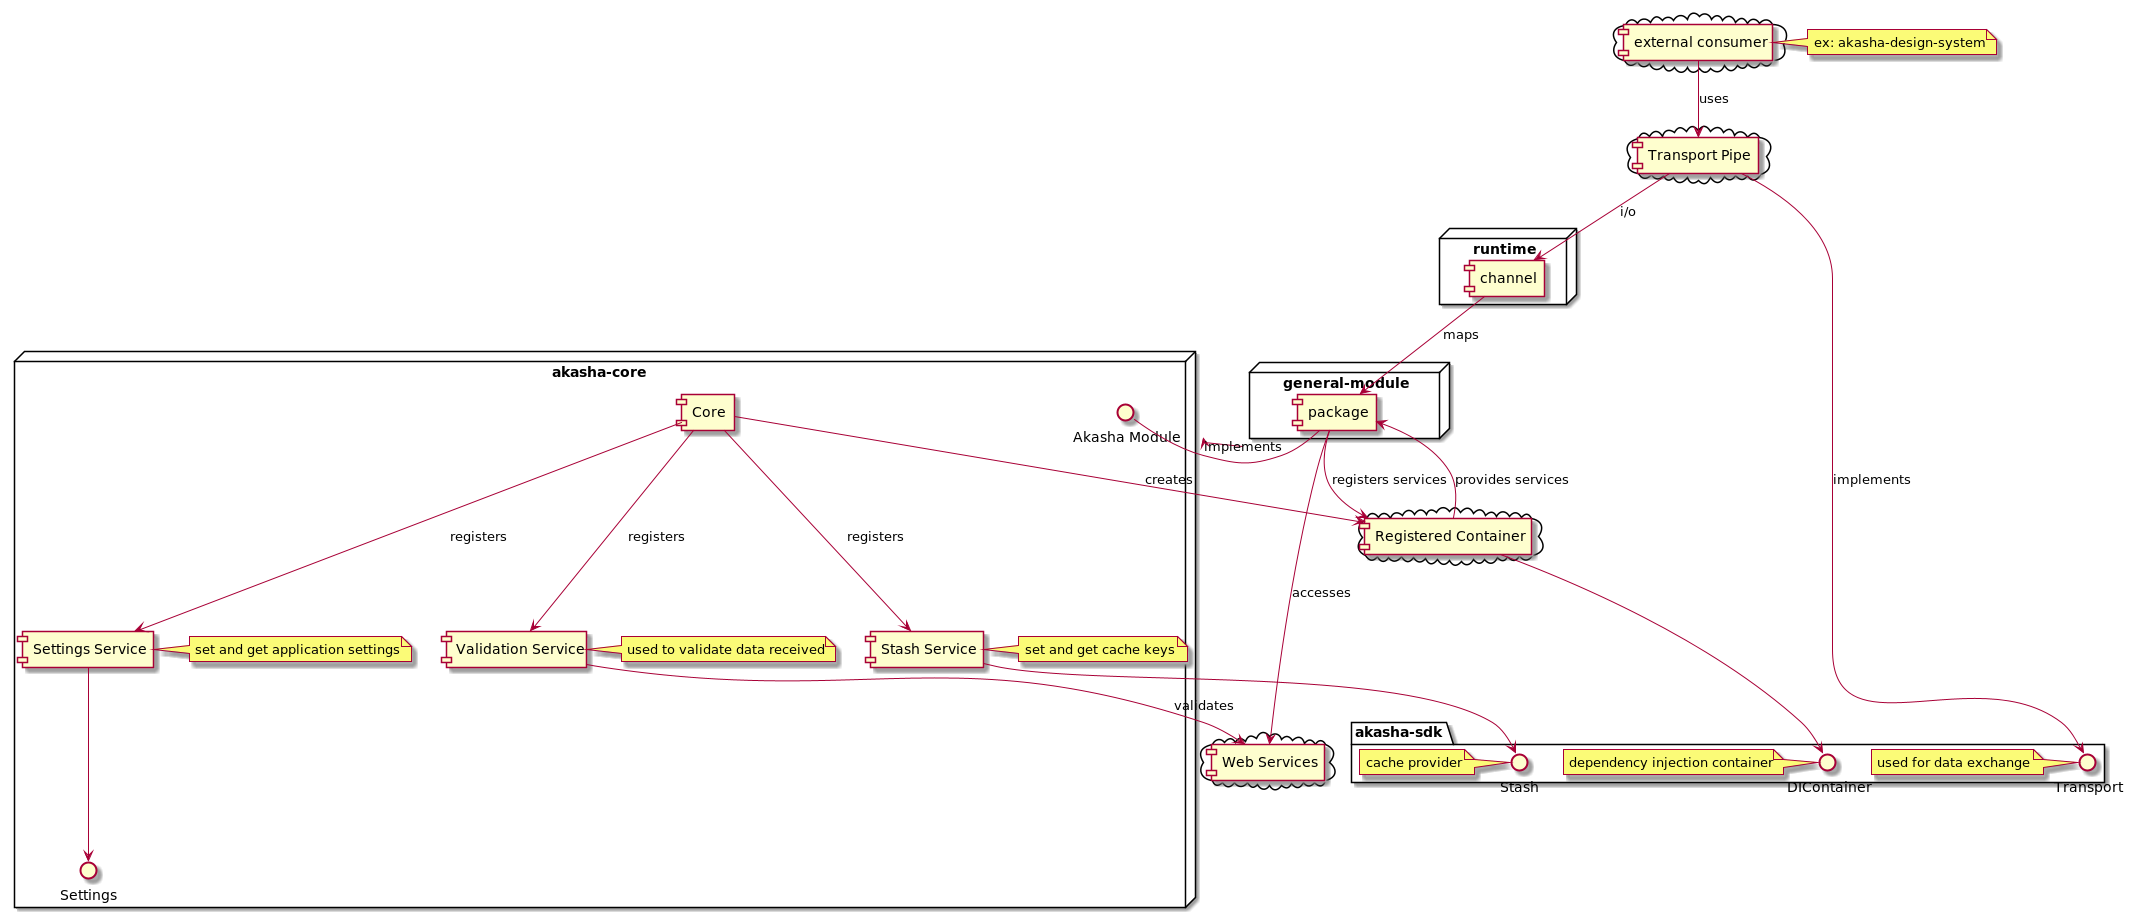 external consumer
ex: akasha-design-system
uses
Transport Pipe
i/o
runtime
channel
maps
akasha-core
general-module
Core
Akasha Module
package
implements
creates
registers services
provides services
implements
registers
registers
registers
Registered Container
accesses
Settings Service
set and get application settings
Validation Service
used to validate data received
Stash Service
set and get cache keys
validates
akasha-sdk
Web Services
cache provider
dependency injection container
used for data exchange
Stash
DIContainer
Transport
Settings